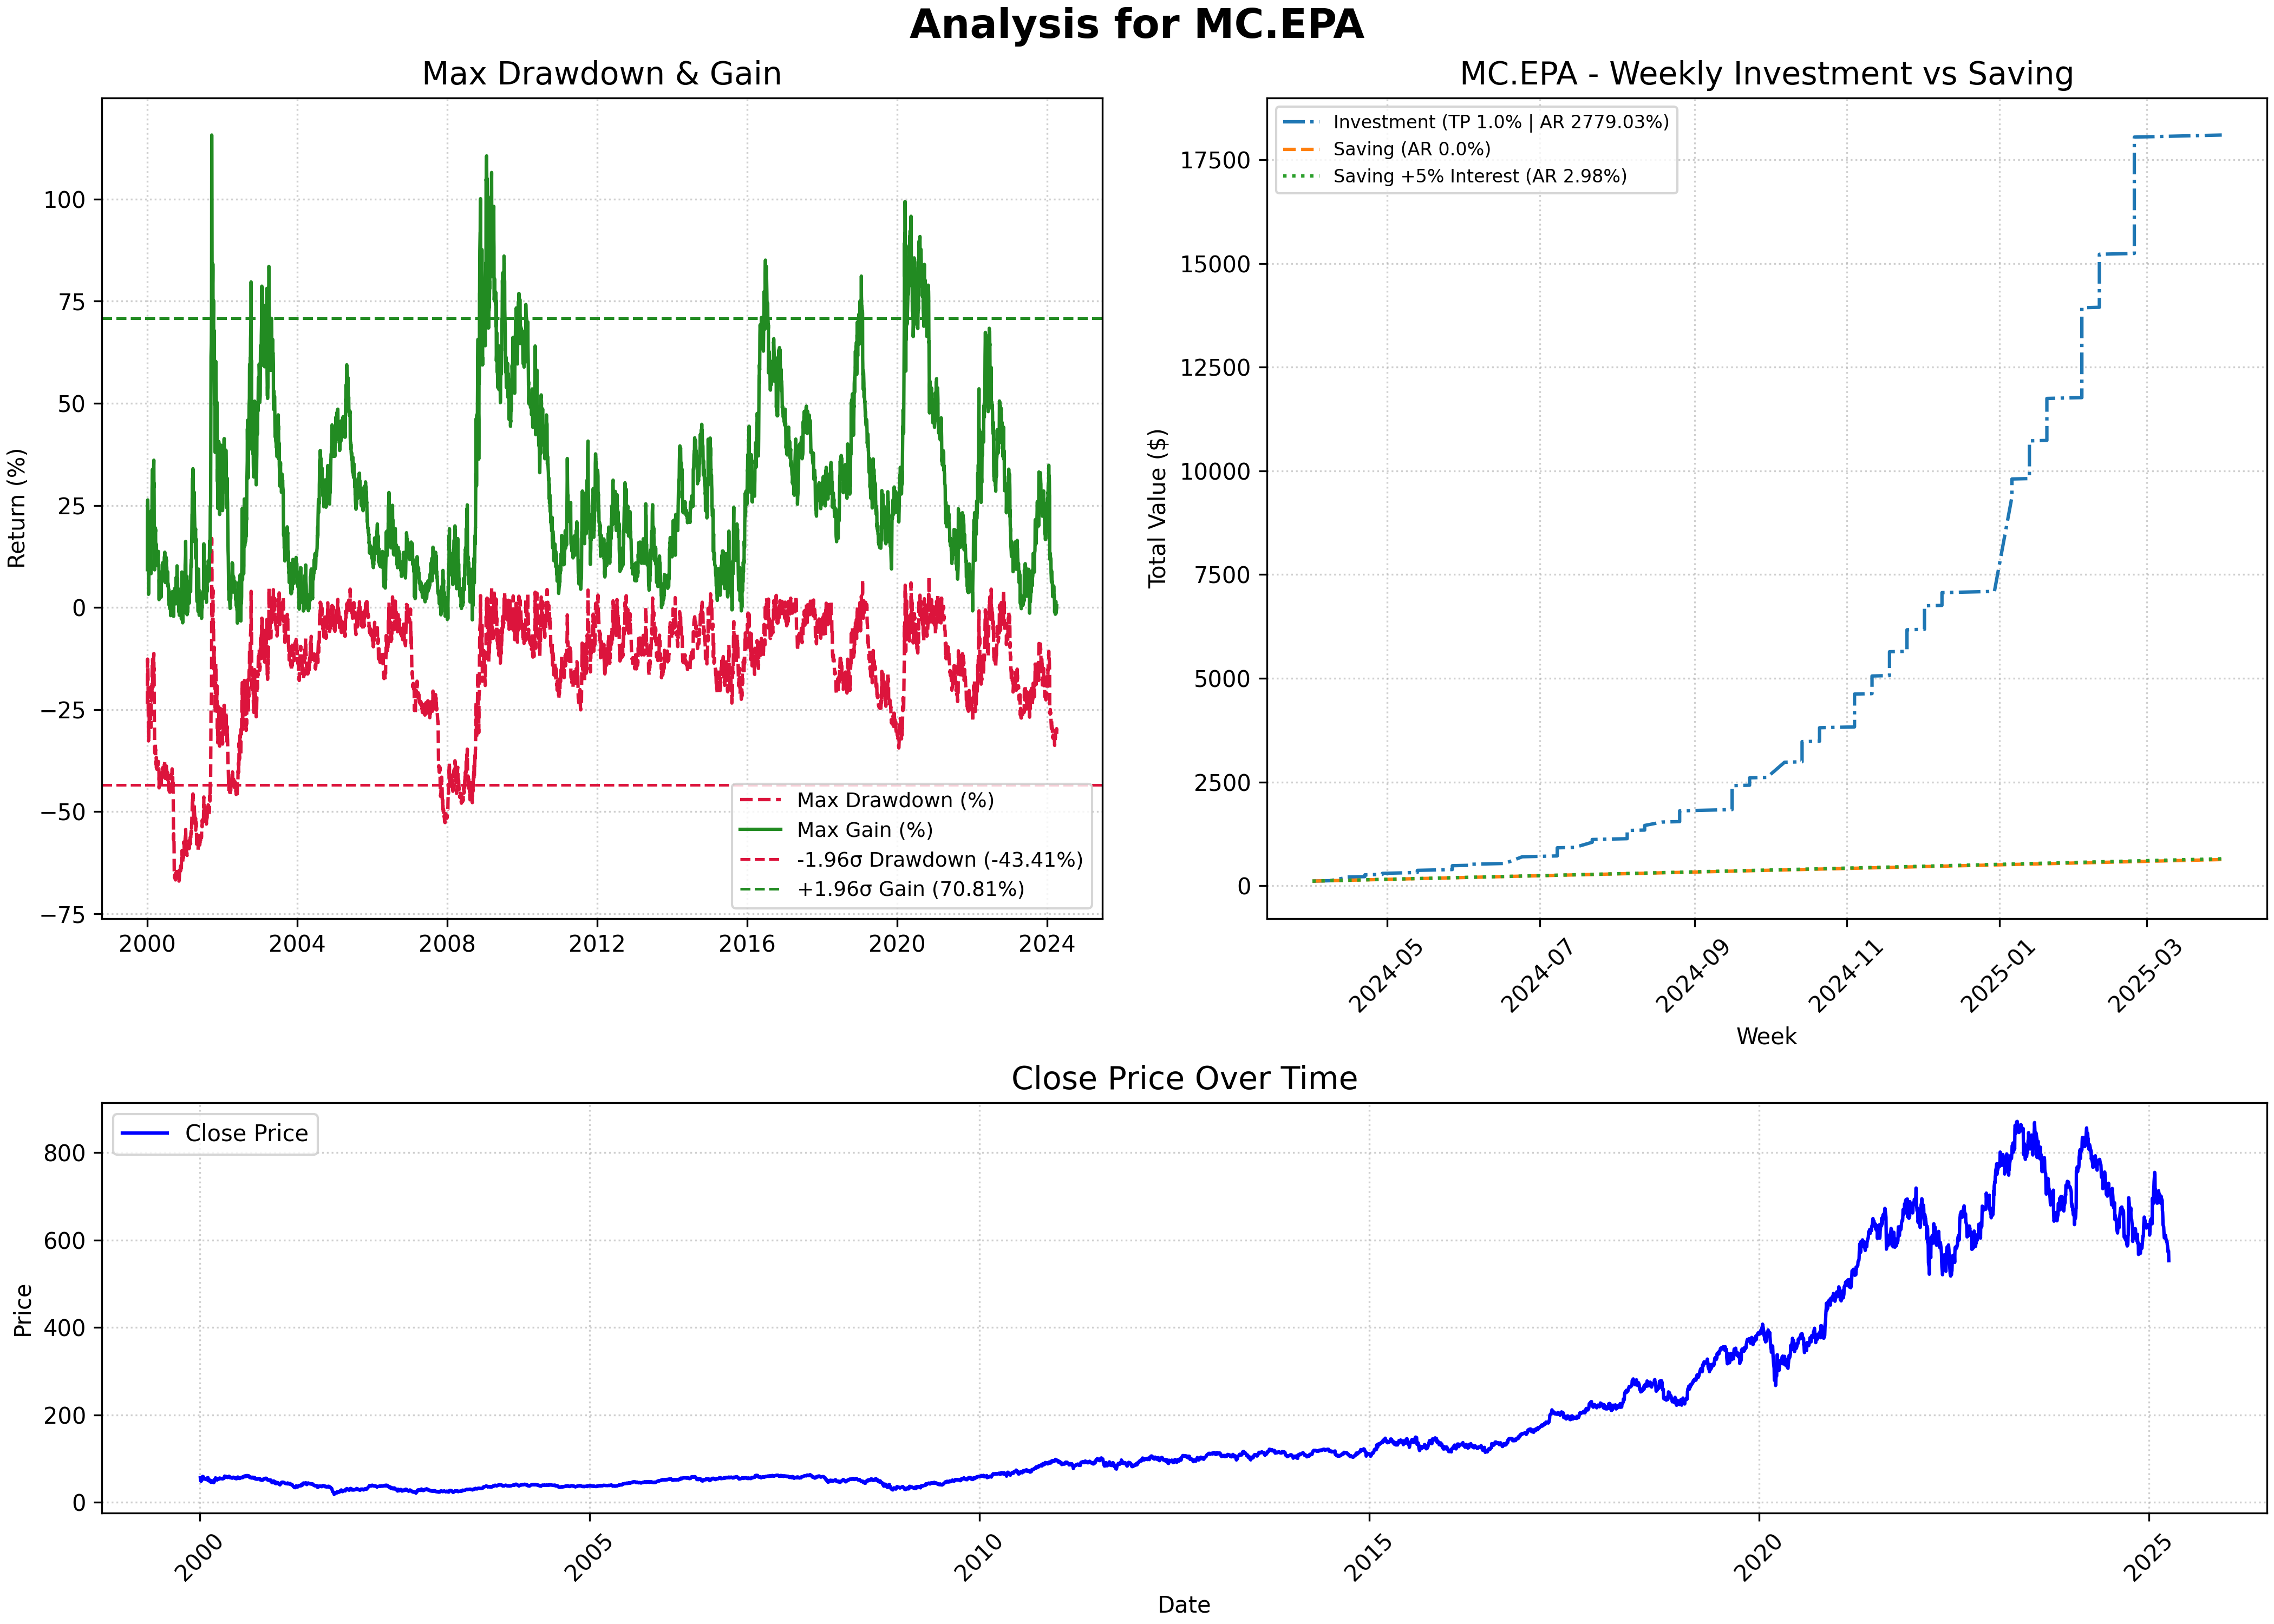 Analysis for MC.EPA
Max Drawdown & Gain
Return (%)
100
75
50
25
0
−25
−50
−75
2000
2004
2008
2012
2016
2020
2024
Max Drawdown (%)
Max Gain (%)
-1.96σ Drawdown (-43.41%)
+1.96σ Gain (70.81%)
MC.EPA - Weekly Investment vs Saving
Investment (TP 1.0% | AR 2779.03%)
Saving (AR 0.0%)
Saving +5% Interest (AR 2.98%)
Total Value ($)
17500
15000
12500
10000
7500
5000
2500
0
2024-05
2024-07
2024-09
2024-11
2025-01
2025-03
Week
Close Price Over Time
Close Price
Price
800
600
400
200
0
2000
2005
2010
2015
2020
2025
Date